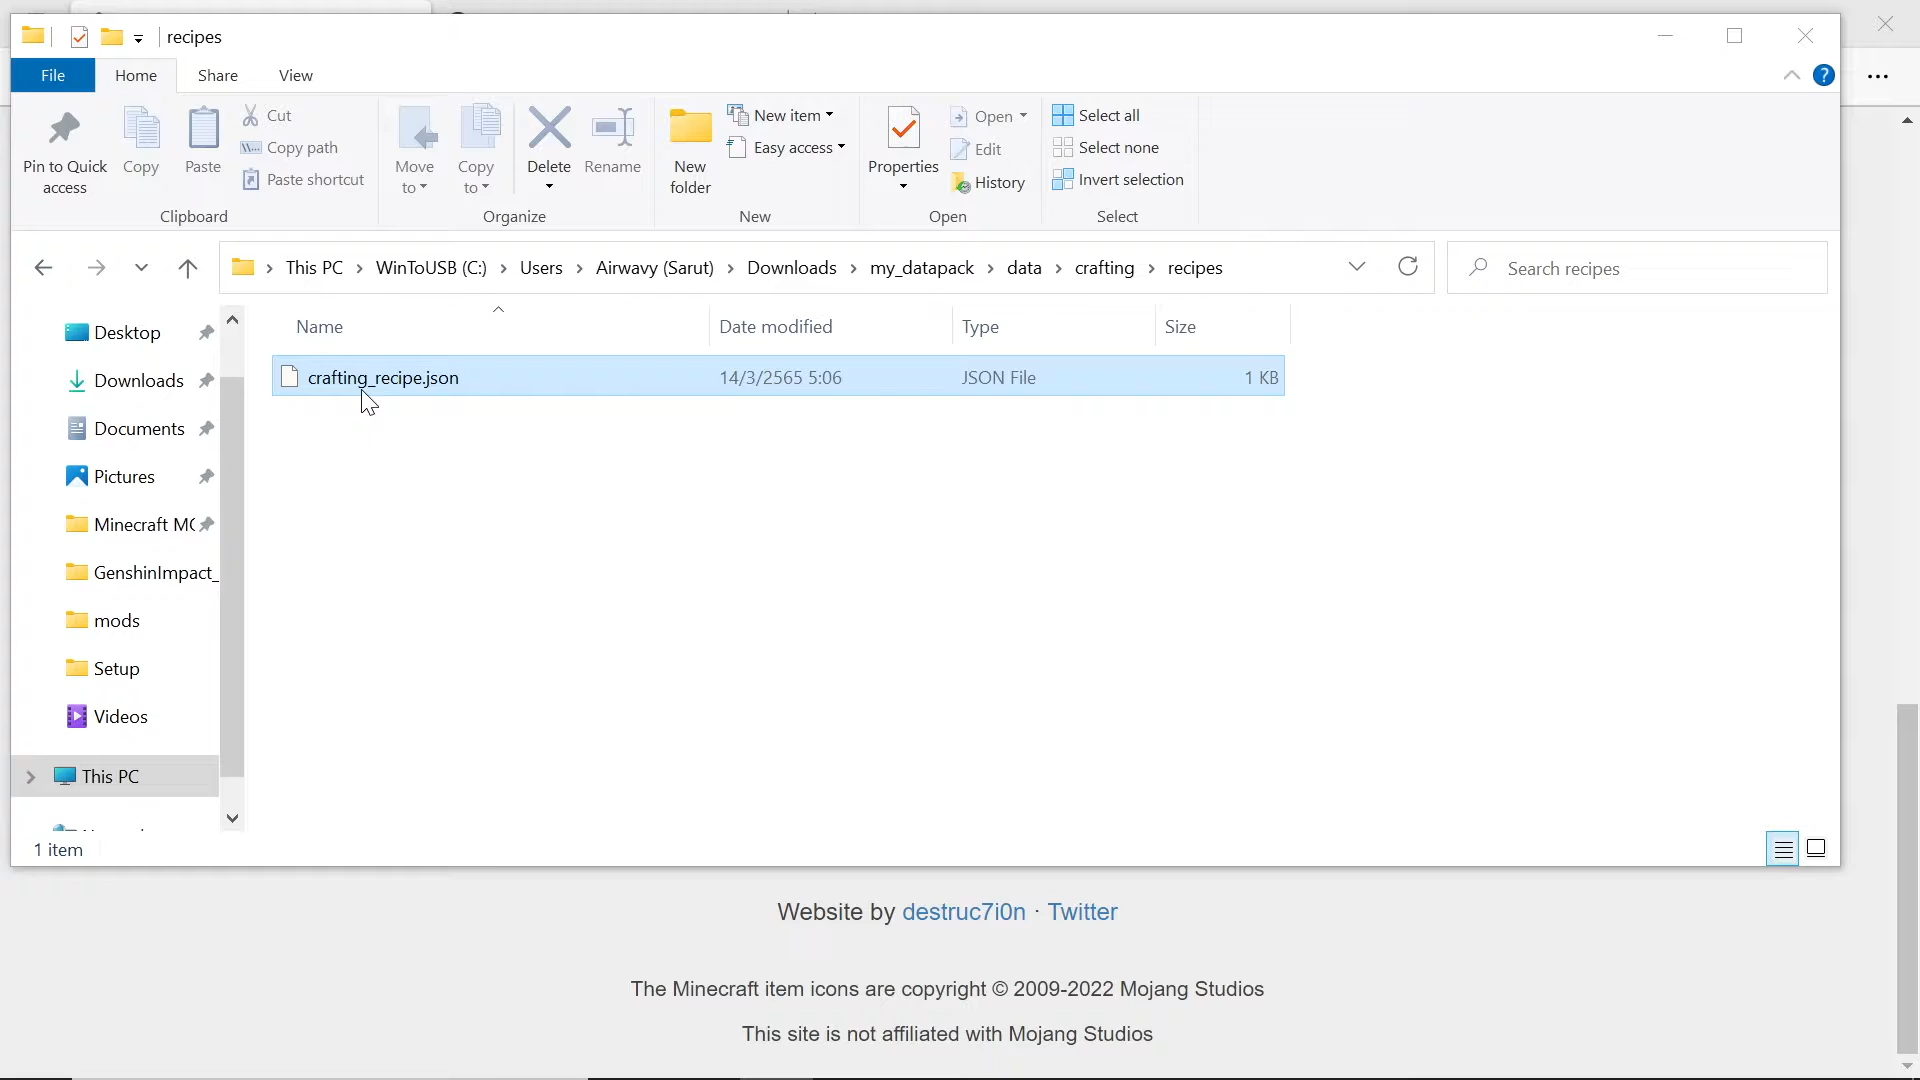 recipes
File
Home
Share
View
?
Pin to Quick
access
Copy
Paste
Cut
Copy path
Paste shortcut
Clipboard
Move
to
Copy
to
Delete
Rename
Organize
New
folder
New item
Easy access
New
Properties
Open
Edit
History
Open
Select all
Select none
Invert selection
Select
This PC > WinToUSB (C:) > Users > Airwavy (Sarut) > Downloads > my_datapack > data > crafting > recipes
Search recipes
Desktop
Downloads
Documents
Pictures
Minecraft M
GenshinImpact_
mods
Setup
Videos
This PC
Name
Date modified
Type
Size
crafting_recipe.json
14/3/2565 5:06
JSON File
1 KB
1 item
Website by destruc7i0n · Twitter
The Minecraft item icons are copyright © 2009-2022 Mojang Studios
This site is not affiliated with Mojang Studios